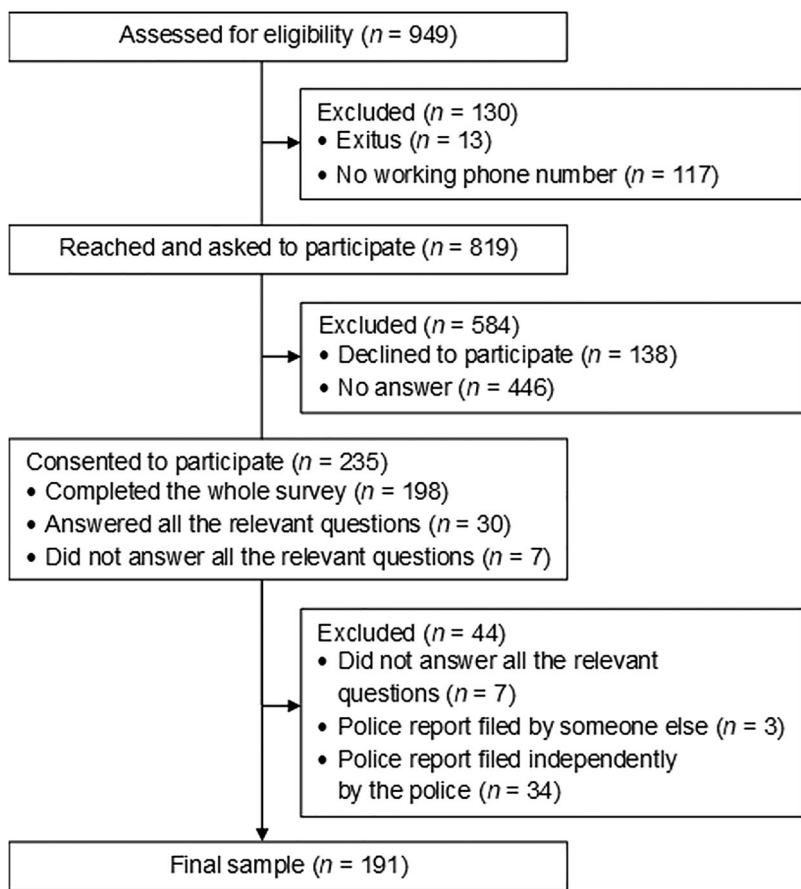 Assessed for eligibility (n = 949)
Excluded (n = 130)
• Exitus (n = 13)
• No working phone number (n = 117)
Reached and asked to participate (n = 819)
Excluded (n = 584)
• Declined to participate (n = 138)
• No answer (n = 446)
Consented to participate (n = 235)
• Completed the whole survey (n = 198)
• Answered all the relevant questions (n = 30)
• Did not answer all the relevant questions (n = 7)
Excluded (n = 44)
• Did not answer all the relevant
questions (n = 7)
• Police report filed by someone else (n = 3)
• Police report filed independently
by the police (n = 34)
Final sample (n = 191)